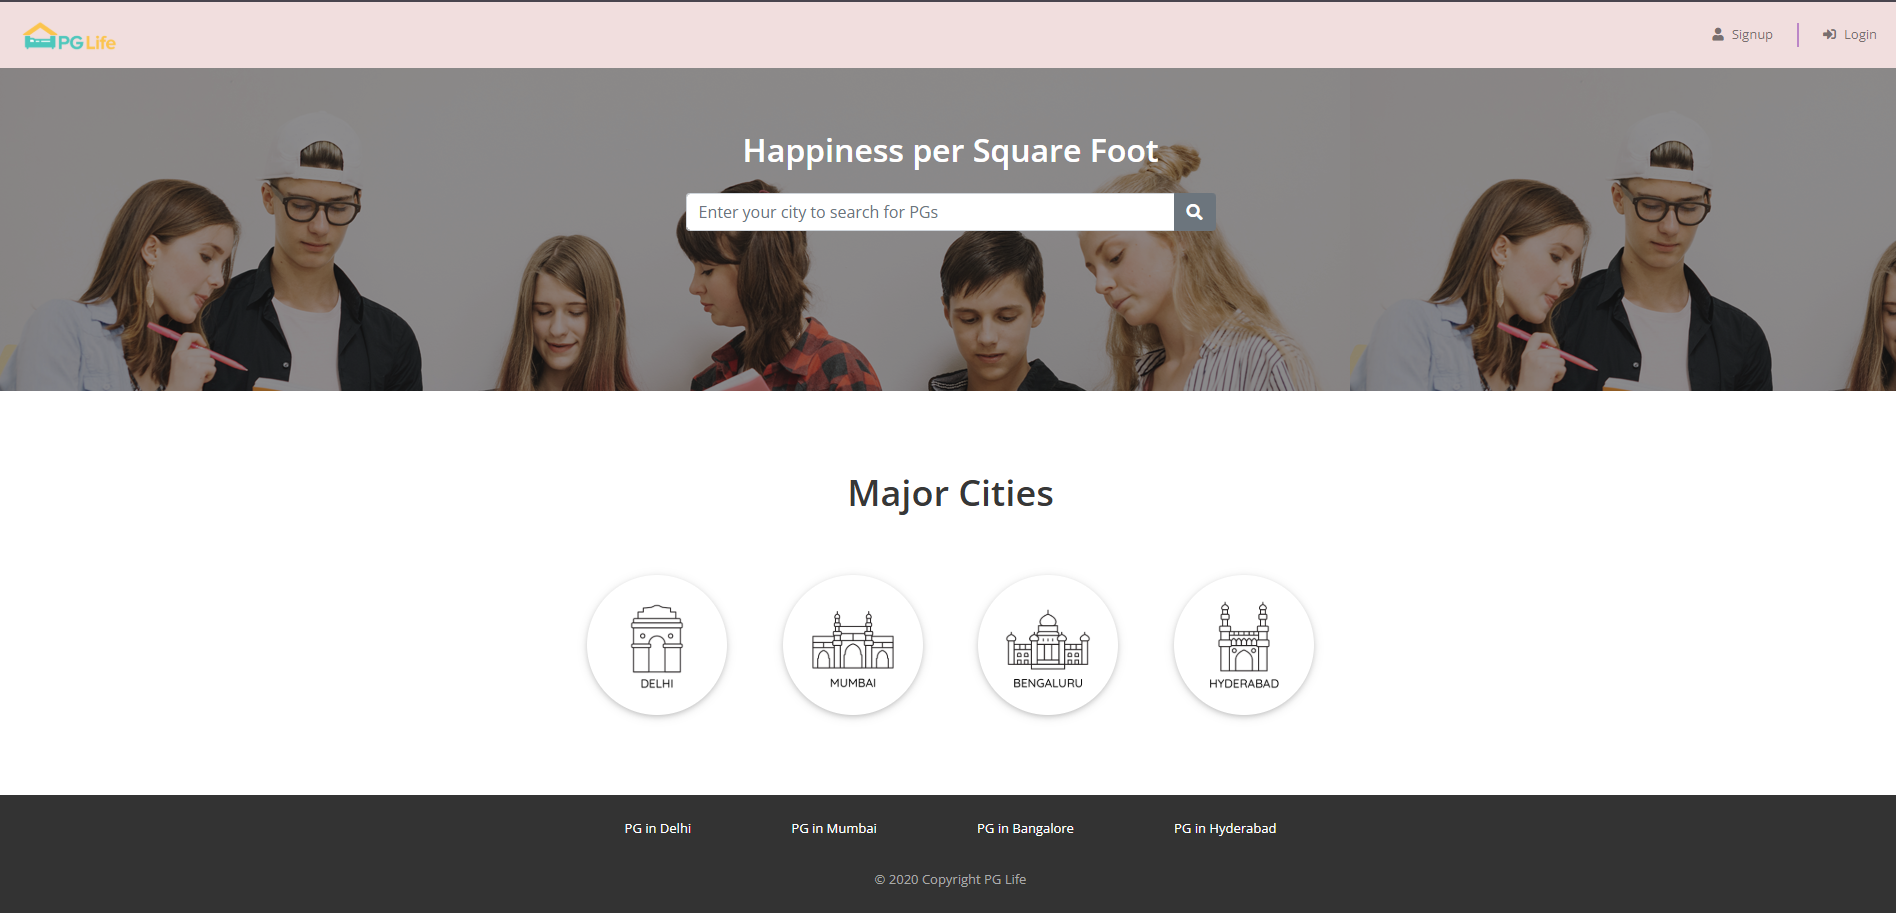 PG Life
Signup
Login
Happiness per Square Foot
Enter your city to search for PGs
Major Cities
DELHI
MUMBAI
BENGALURU
HYDERABAD
PG in Delhi
PG in Mumbai
PG in Bangalore
PG in Hyderabad
© 2020 Copyright PG Life